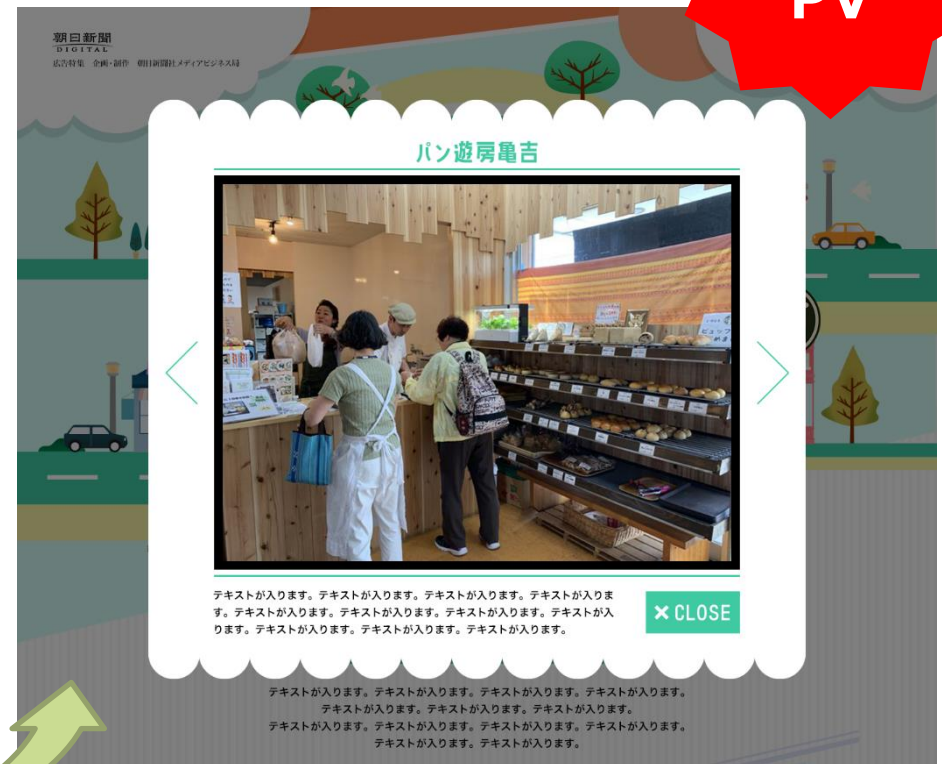 PV
朝日新聞
DIGITAL
広告特集 企画・制作 朝日新聞社メディアビジネス局
パン遊房亀吉
テキストが入ります。テキストが入ります。テキストが入ります。テキストが入りま
す。テキストが入ります。テキストが入ります。テキストが入ります。テキストが入
ります。テキストが入ります。テキストが入ります。テキストが入ります。
×CLOSE
テキストが入ります。テキストが入ります。テキストが入ります。テキストが入ります。
テキストが入ります。テキストが入ります。テキストが入ります。
テキストが入ります。テキストが入ります。テキストが入ります。テキストが入ります。
テキストが入ります。テキストが入ります。